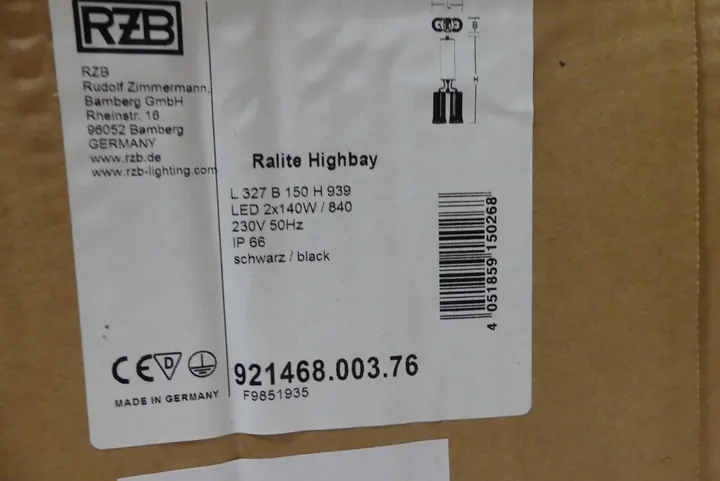 RZB
RZB
Rudolf Zimmermann,
Bamberg GmbH
Rheinstr. 16
96052 Bamberg
GERMANY
www.rzb.de
www.rzb-lighting.com
L
B
H
Ralite Highbay
L 327 B 150 H 939
LED 2x140W / 840
230V 50Hz
IP 66
schwarz / black
4 051859 150268
CE D
921468.003.76
MADE IN GERMANY
F9851935